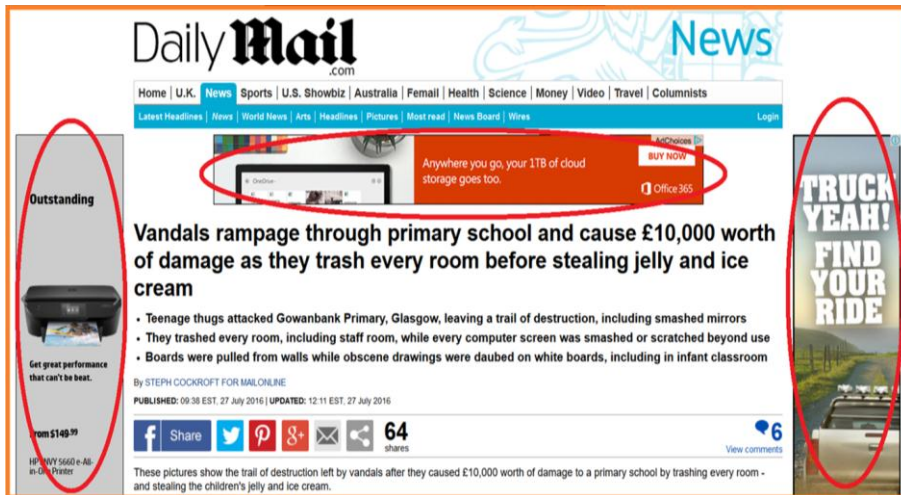 Daily Mail
.com
News
Home | U.K. | News | Sports | U.S. Showbiz | Australia | Femail | Health | Science | Money | Video | Travel | Columnists
Latest Headlines | News | World News | Arts | Headlines | Pictures | Most read | News Board | Wires
Login
AdChoices
OneDrive
Anywhere you go, your 1TB of cloud
storage goes too.
BUY NOW
Office 365
Outstanding
Get great performance
that can't be beat.
From $149.99
HP ENVY 5660 e-All-
in-One Printer
Vandals rampage through primary school and cause £10,000 worth
of damage as they trash every room before stealing jelly and ice
cream
• Teenage thugs attacked Gowanbank Primary, Glasgow, leaving a trail of destruction, including smashed mirrors
• They trashed every room, including staff room, while every computer screen was smashed or scratched beyond use
• Boards were pulled from walls while obscene drawings were daubed on white boards, including in infant classroom
By STEPH COCKROFT FOR MAILONLINE
PUBLISHED: 09:38 EST, 27 July 2016 | UPDATED: 12:11 EST, 27 July 2016
f Share
8+
64
shares
6
View comments
These pictures show the trail of destruction left by vandals after they caused £10,000 worth of damage to a primary school by trashing every room -
and stealing the children's jelly and ice cream.
TRUCK
YEAH!
FIND
YOUR
RIDE